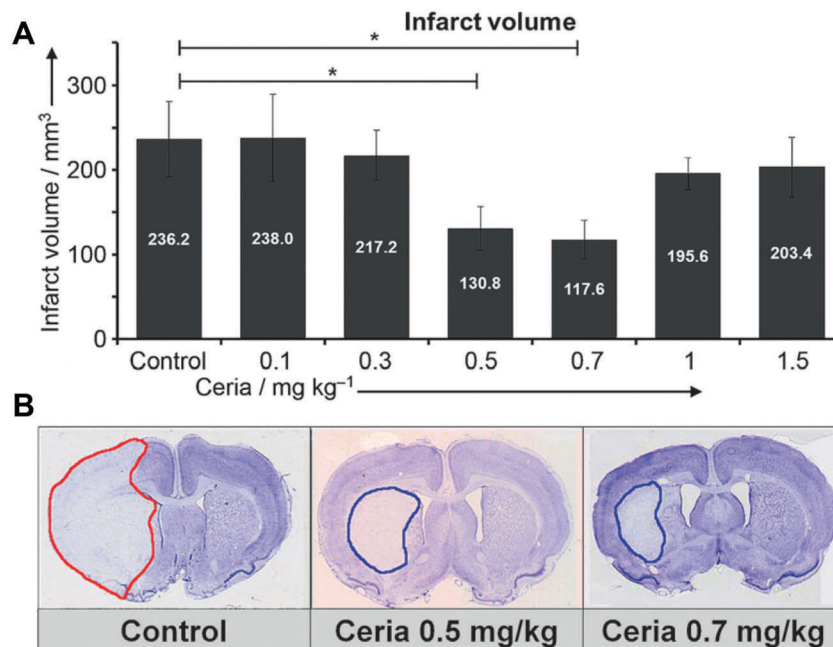 A
Infarct volume
*
*
Infarct volume / mm³
300
200
100
0
236.2
238.0
217.2
130.8
117.6
195.6
203.4
Control 0.1 0.3 0.5 0.7 1 1.5
Ceria / mg kg⁻¹
B
Control
Ceria 0.5 mg/kg
Ceria 0.7 mg/kg